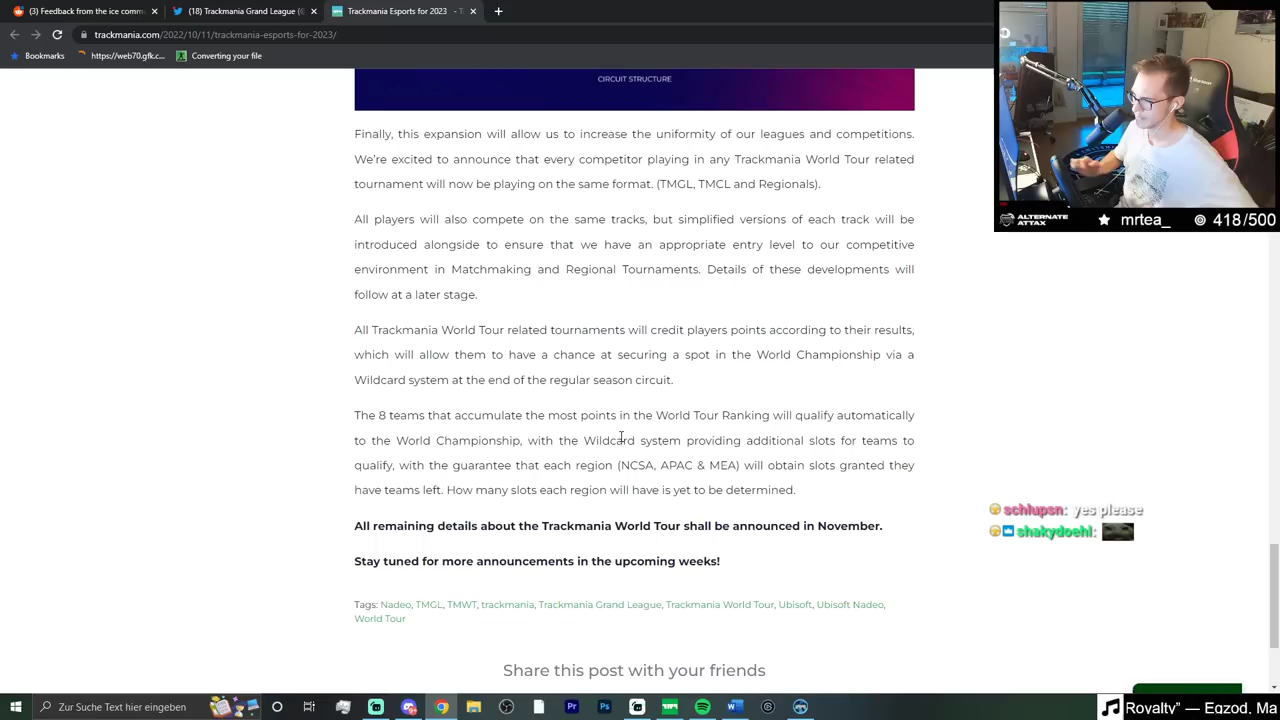 (3) Feedback from the ice comm
(18) Trackmania Grand League
Trackmania Esports for 2023
trackmania.com/2022/10/11/trackmania-esports-for-2023/
Bookmarks
https://web70.gfkcc...
Converting your file
CIRCUIT STRUCTURE
Finally, this expansion will allow us to increase the uniformity of our leagues and competitions.
We're excited to announce that every competitor playing in any Trackmania World Tour related
tournament will now be playing on the same format. (TMGL, TMCL and Regionals).
All players will also compete on the same tracks, but simplified versions of each track will be
introduced alongside to ensure that we have an appropriate entry level to our competitive
environment in Matchmaking and Regional Tournaments. Details of these developments will
follow at a later stage.
All Trackmania World Tour related tournaments will credit players points according to their results,
which will allow them to have a chance at securing a spot in the World Championship via a
Wildcard system at the end of the regular season circuit.
The 8 teams that accumulate the most points in the World Tour Ranking will qualify automatically
to the World Championship, with the Wildcard system providing additional slots for teams to
qualify, with the guarantee that each region (NCSA, APAC & MEA) will obtain slots granted they
have teams left. How many slots each region will have is yet to be determined.
All remaining details about the Trackmania World Tour shall be announced in November.
Stay tuned for more announcements in the upcoming weeks!
Tags: Nadeo, TMGL, TMWT, trackmania, Trackmania Grand League, Trackmania World Tour, Ubisoft, Ubisoft Nadeo,
World Tour
Share this post with your friends
ALTERNATE
ATTAX
mrtea_
418/500
schlupsn: yes please
shakydoehl:
Zur Suche Text hier eingeben
Royalty" — Egzod, Ma